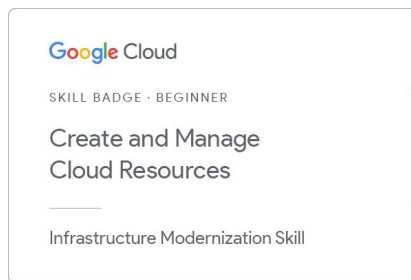 Google Cloud
SKILL BADGE · BEGINNER
Create and Manage
Cloud Resources
Infrastructure Modernization Skill